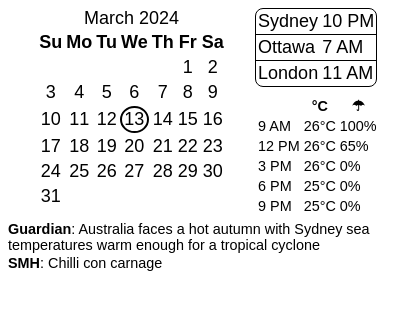 March 2024
Su Mo Tu We Th Fr Sa
1 2
3 4 5 6 7 8 9
10 11 12 13 14 15 16
17 18 19 20 21 22 23
24 25 26 27 28 29 30
31
Sydney 10 PM
Ottawa 7 AM
London 11 AM
°C ☂
9 AM 26°C 100%
12 PM 26°C 65%
3 PM 26°C 0%
6 PM 25°C 0%
9 PM 25°C 0%
Guardian: Australia faces a hot autumn with Sydney sea
temperatures warm enough for a tropical cyclone
SMH: Chilli con carnage